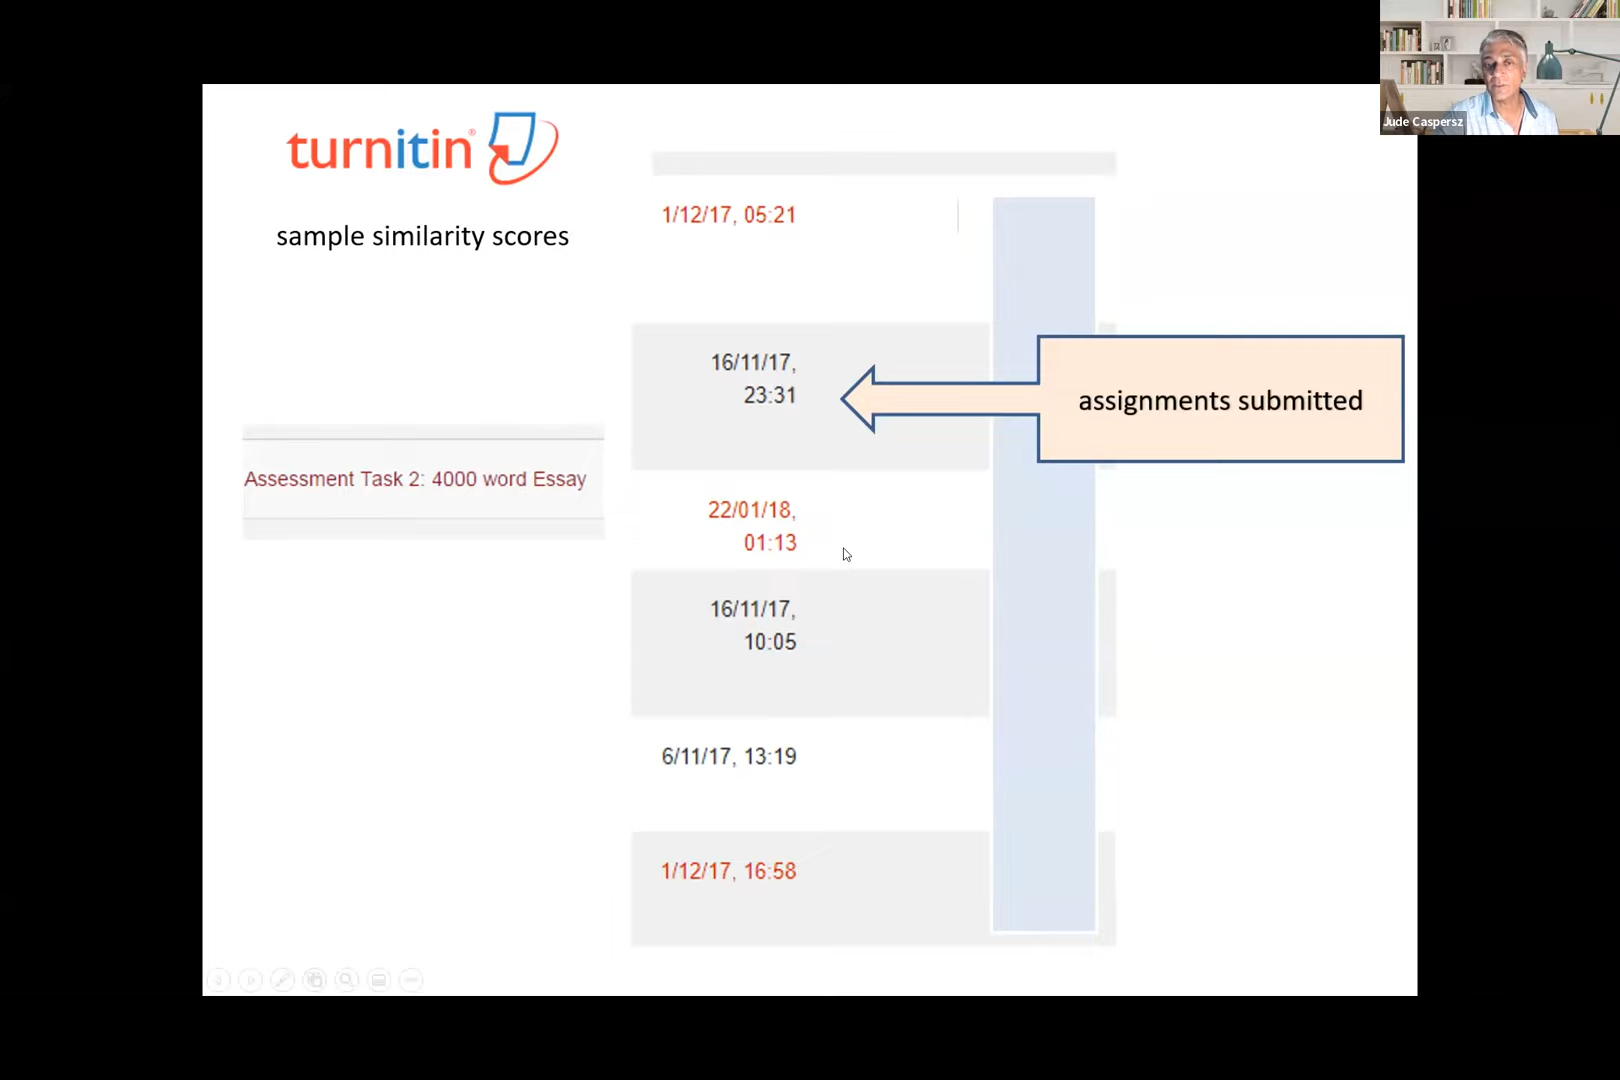 Jude Caspersz
turnitin®
sample similarity scores
Assessment Task 2: 4000 word Essay
1/12/17, 05:21
16/11/17,
23:31
22/01/18,
01:13
16/11/17,
10:05
6/11/17, 13:19
1/12/17, 16:58
assignments submitted